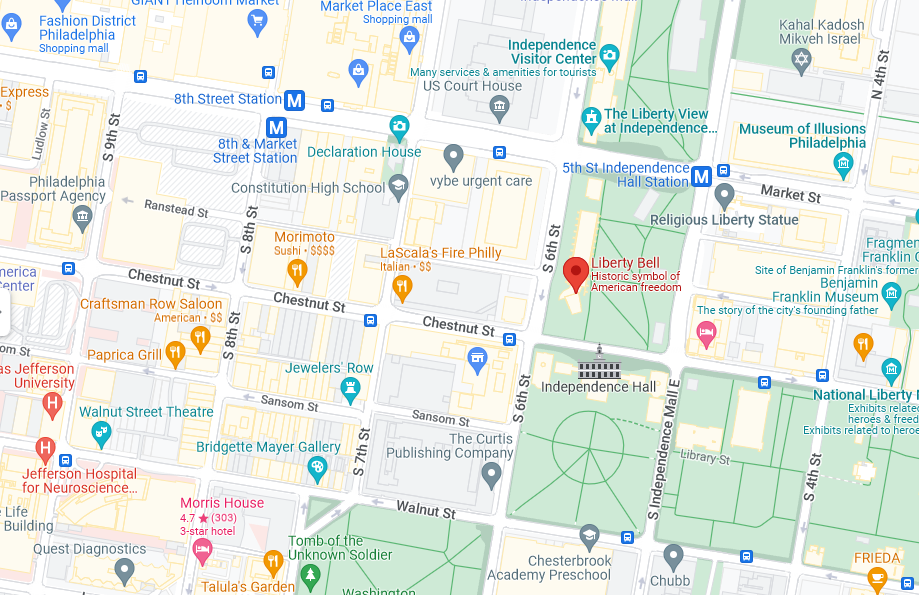 GIANT Heirloom Market
Fashion District
Philadelphia
Shopping mall
Market Place East
Shopping mall
Independence Mall
Independence
Visitor Center
Many services & amenities for tourists
Kahal Kadosh
Mikveh Israel
N 4th St
Express
$
Ludlow St
S 9th St
8th Street Station
M
M
8th & Market
Street Station
US Court House
Declaration House
The Liberty View
at Independence...
Museum of Illusions
Philadelphia
vybe urgent care
Constitution High School
5th St Independence
Hall Station
M
Market St
Religious Liberty Statue
Philadelphia
Passport Agency
Ranstead St
S 8th St
Morimoto
Sushi • $$$$
LaScala's Fire Philly
Italian • $$
S 6th St
Liberty Bell
Historic symbol of
American freedom
Fragmen
Franklin C
Site of Benjamin Franklin's former
Benjamin
Franklin Museum
The story of the city's founding father
merica
Center
Chestnut St
Chestnut St
Chestnut St
Craftsman Row Saloon
American • $$
S 8th St
Paprica Grill
om St
as Jefferson
University
H
Jewelers' Row
Independence Hall
S 6th St
S Independence Mall E
National Liberty M
Exhibits related
heroes & freed
Exhibits related to heroe
Walnut Street Theatre
Sansom St
Sansom St
Bridgette Mayer Gallery
S 7th St
The Curtis
Publishing Company
Library St
S 4th St
H
Jefferson Hospital
for Neuroscience...
Morris House
4.7 ★ (303)
3-star hotel
Walnut St
e Life
Building
Quest Diagnostics
Talula's Garden
Tomb of the
Unknown Soldier
Washington
Chesterbrook
Academy Preschool
Chubb
FRIEDA